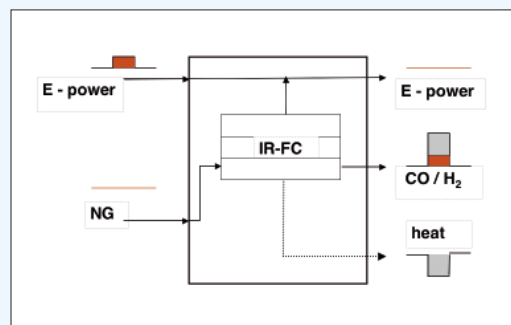 E - power
E - power
IR-FC
CO / H₂
NG
heat